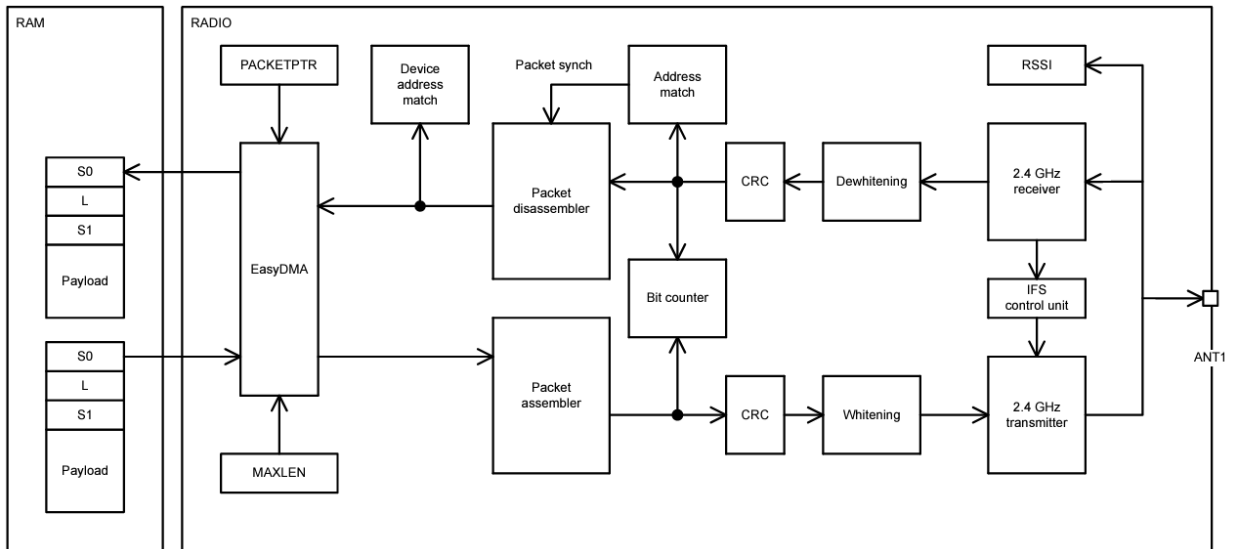 RAM
RADIO
PACKETPTR
Device
address
match
Packet synch
Address
match
RSSI
S0
L
S1
Payload
EasyDMA
Packet
disassembler
CRC
Dewhitening
2.4 GHz
receiver
Bit counter
IFS
control unit
ANT1
S0
L
S1
Payload
Packet
assembler
CRC
Whitening
2.4 GHz
transmitter
MAXLEN